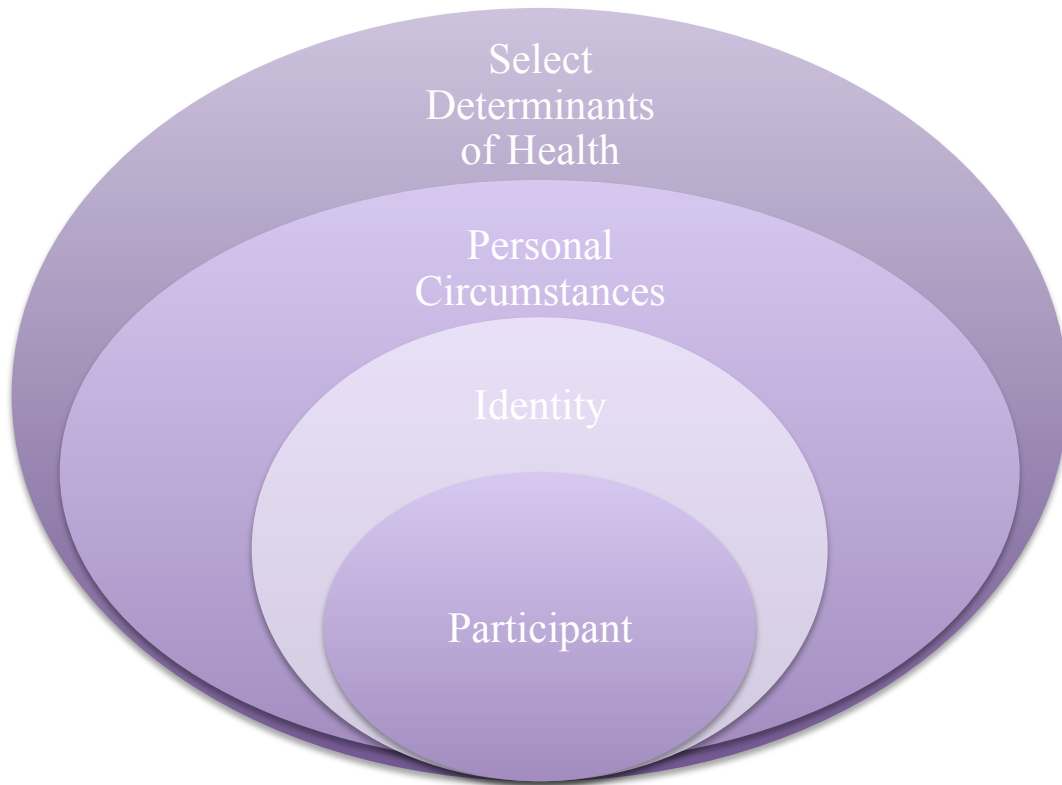 Select
Determinants
of Health
Personal
Circumstances
Identity
Participant